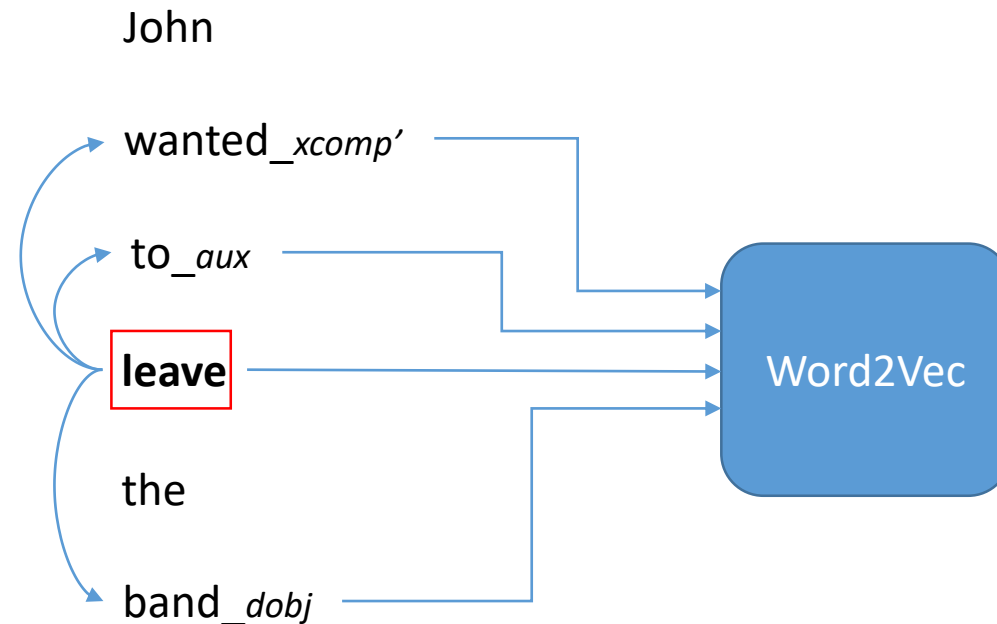 John
wanted_xcomp’
to_aux
leave
Word2Vec
the
band_dobj